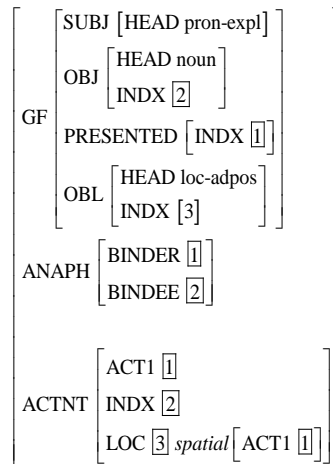 SUBJ [HEAD pron-expl]
HEAD noun
OBJ
INDX 2
GF
PRESENTED [INDX 1]
HEAD loc-adpos
OBL
INDX [3]
BINDER 1
ANAPH
BINDEE 2
ACT1 1
ACTNT INDX 2
LOC 3 spatial [ACT1 1]